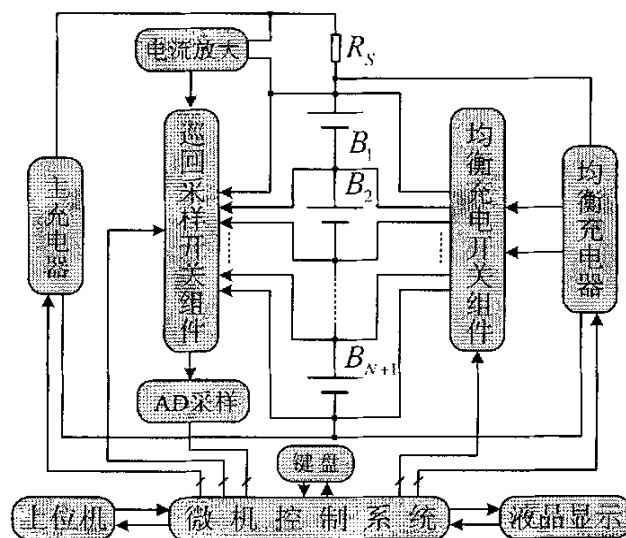 电流放大
R_S
巡回采样开关组件
B_1
B_2
B_{N+1}
主充电器
均衡充电开关组件
均衡充电器
AD采样
键盘
上位机
微机控制系统
液晶显示